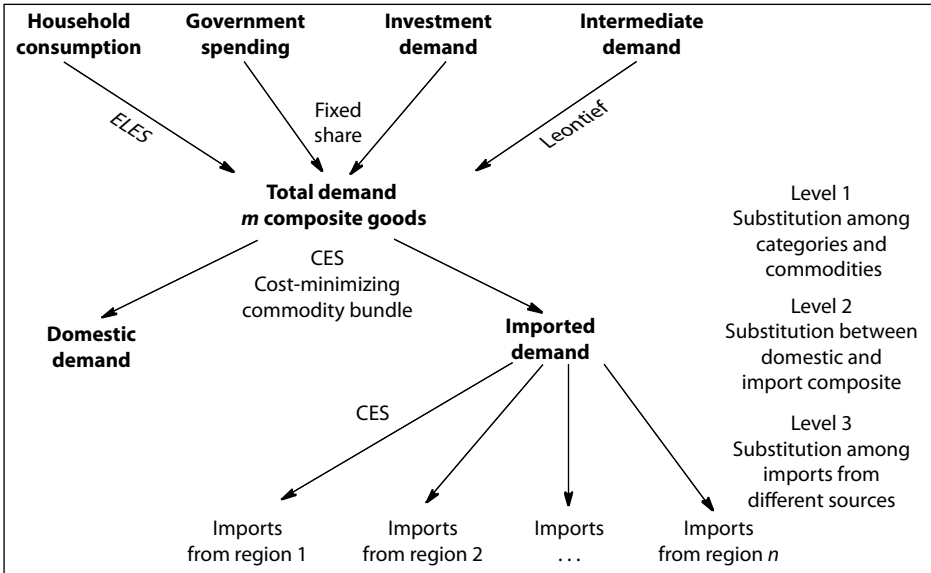 Household
consumption
Government
spending
Investment
demand
Intermediate
demand
ELES
Fixed
share
Leontief
Total demand
m composite goods
CES
Cost-minimizing
commodity bundle
Domestic
demand
Imported
demand
CES
Imports
from region 1
Imports
from region 2
Imports
. . .
Imports
from region n
Level 1
Substitution among
categories and
commodities
Level 2
Substitution between
domestic and
import composite
Level 3
Substitution among
imports from
different sources